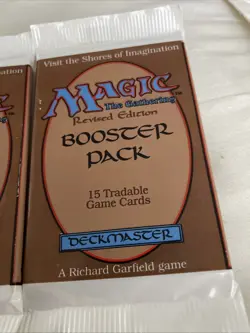 Visit the Shores of Imagination
MAGIC
The Gathering
Revised Edition
BOOSTER
PACK
15 Tradable
Game Cards
DECKMASTER
A Richard Garfield game